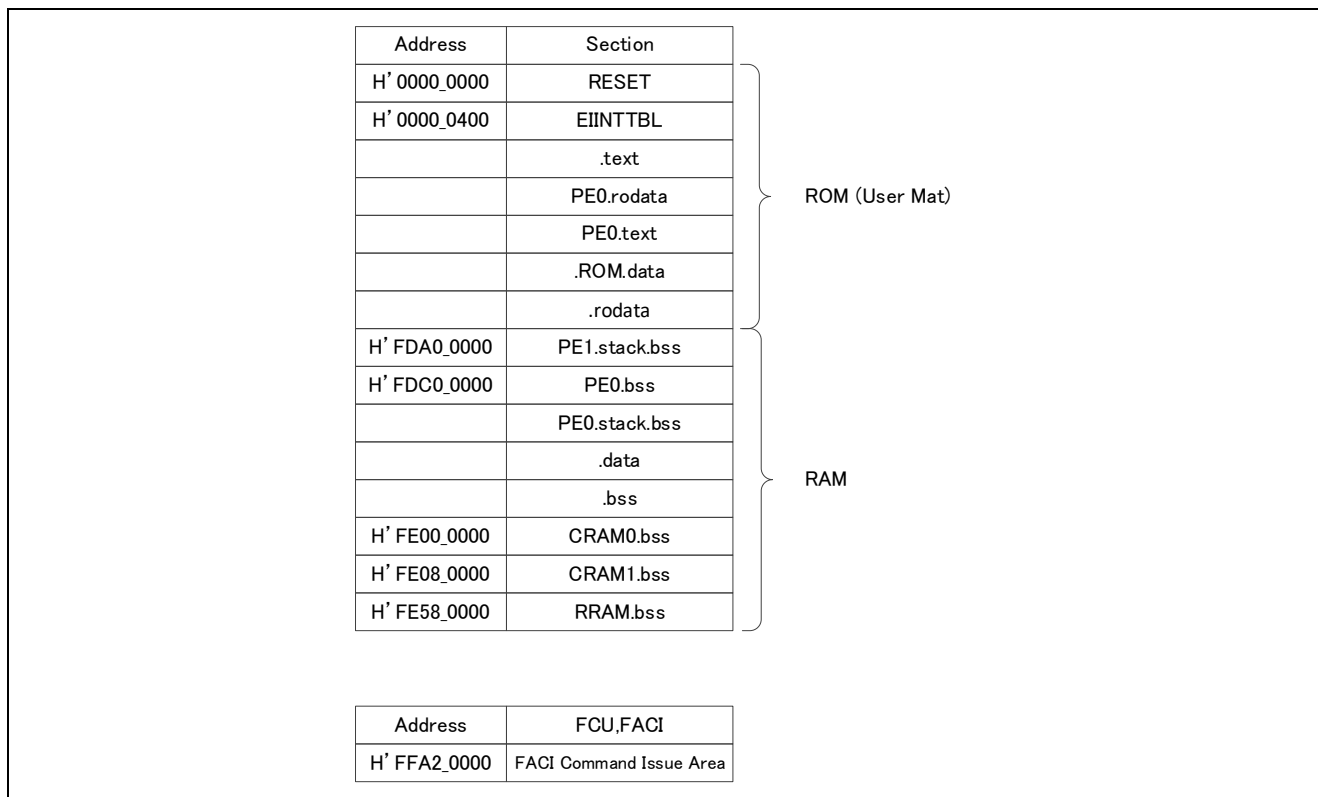 Address Section
H' 0000_0000 RESET
H' 0000_0400 EIINTTBL
.text
PE0.rodata
ROM (User Mat)
PE0.text
.ROM.data
.rodata
H' FDA0_0000 PE1.stack.bss
H' FDC0_0000 PE0.bss
PE0.stack.bss
.data
RAM
.bss
H' FE00_0000 CRAM0.bss
H' FE08_0000 CRAM1.bss
H' FE58_0000 RRAM.bss
Address FCU,FACI
H' FFA2_0000 FACI Command Issue Area